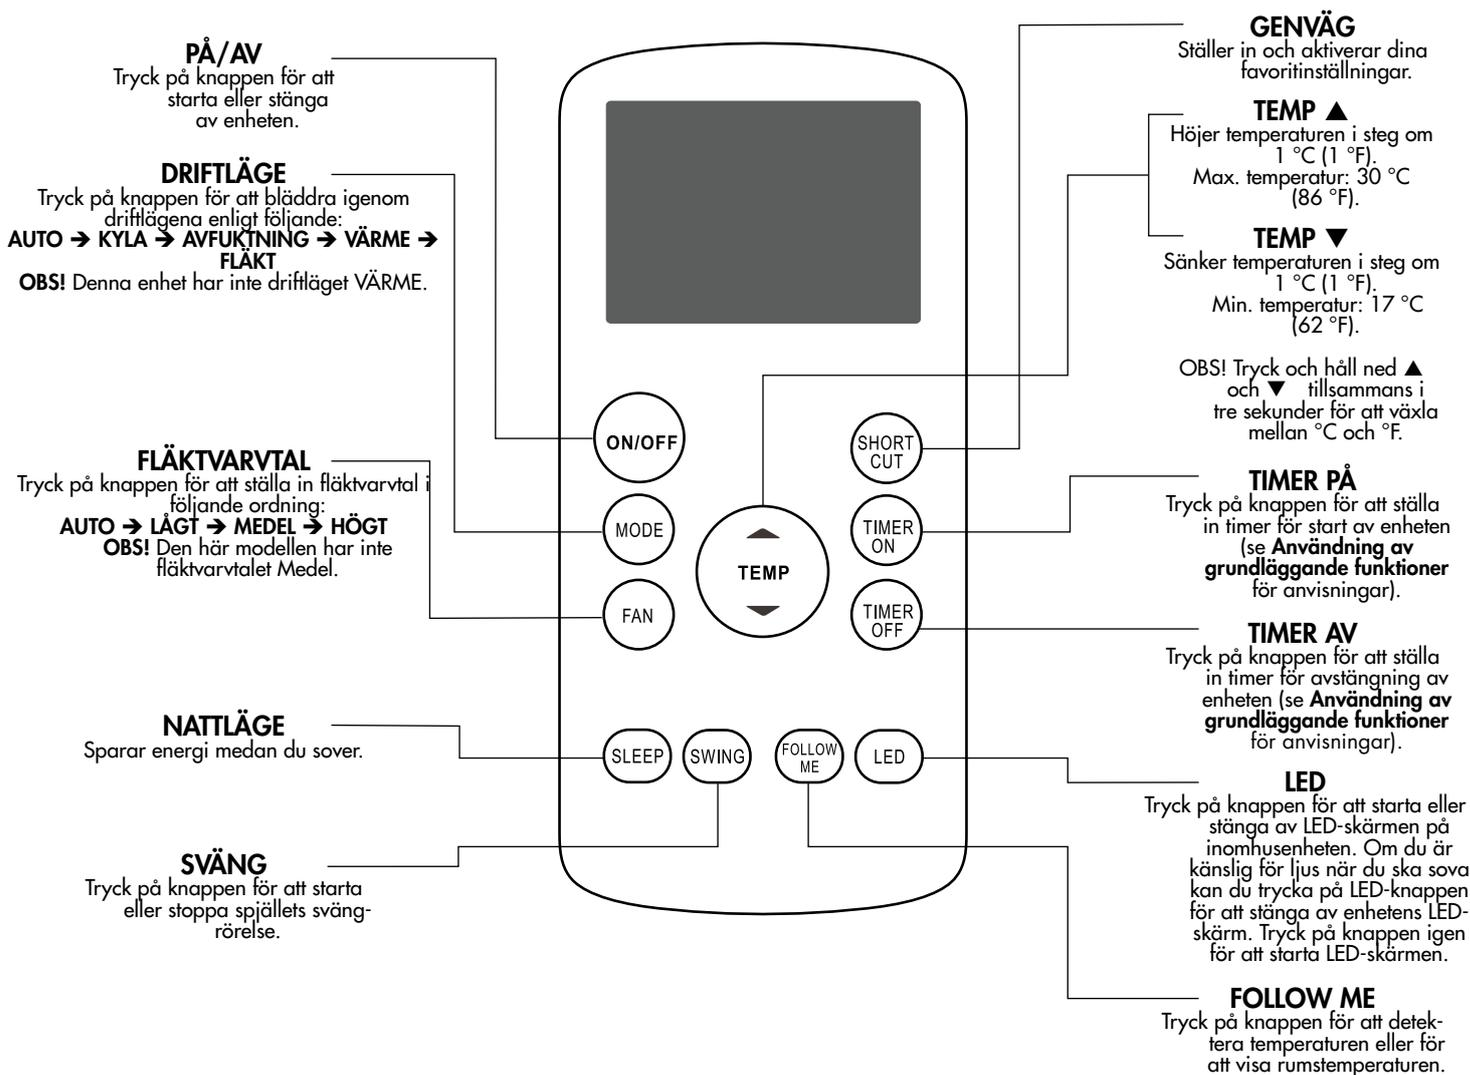 PÅ/AV
Tryck på knappen för att
starta eller stänga
av enheten.
DRIFTLÄGE
Tryck på knappen för att bläddra igenom
driftlägena enligt följande:
AUTO ➔ KYLA ➔ AVFUKTNING ➔ VÄRME ➔
FLÄKT
OBS! Denna enhet har inte driftläget VÄRME.
FLÄKTVARVTAL
Tryck på knappen för att ställa in fläktvarvtal i
följande ordning:
AUTO ➔ LÅGT ➔ MEDEL ➔ HÖGT
OBS! Den här modellen har inte
fläktvarvtalet Medel.
NATTLÄGE
Sparar energi medan du sover.
SVÄNG
Tryck på knappen för att starta
eller stoppa spjällets sväng-
rörelse.
ON/OFF
MODE
FAN
TEMP
SHORT
CUT
TIMER
ON
TIMER
OFF
SLEEP
SWING
FOLLOW
ME
LED
GENVÄG
Ställer in och aktiverar dina
favoritinställningar.
TEMP ▲
Höjer temperaturen i steg om
1 °C (1 °F).
Max. temperatur: 30 °C
(86 °F).
TEMP ▼
Sänker temperaturen i steg om
1 °C (1 °F).
Min. temperatur: 17 °C
(62 °F).
OBS! Tryck och håll ned ▲
och ▼ tillsammans i
tre sekunder för att växla
mellan °C och °F.
TIMER PÅ
Tryck på knappen för att ställa
in timer för start av enheten
(se Användning av
grundläggande funktioner
för anvisningar).
TIMER AV
Tryck på knappen för att ställa
in timer för avstängning av
enheten (se Användning av
grundläggande funktioner
för anvisningar).
LED
Tryck på knappen för att starta eller
stänga av LED-skärmen på
inomhusenheten. Om du är
känslig för ljus när du ska sova
kan du trycka på LED-knappen
för att stänga av enhetens LED-
skärm. Tryck på knappen igen
för att starta LED-skärmen.
FOLLOW ME
Tryck på knappen för att detek-
tera temperaturen eller för
att visa rumstemperaturen.